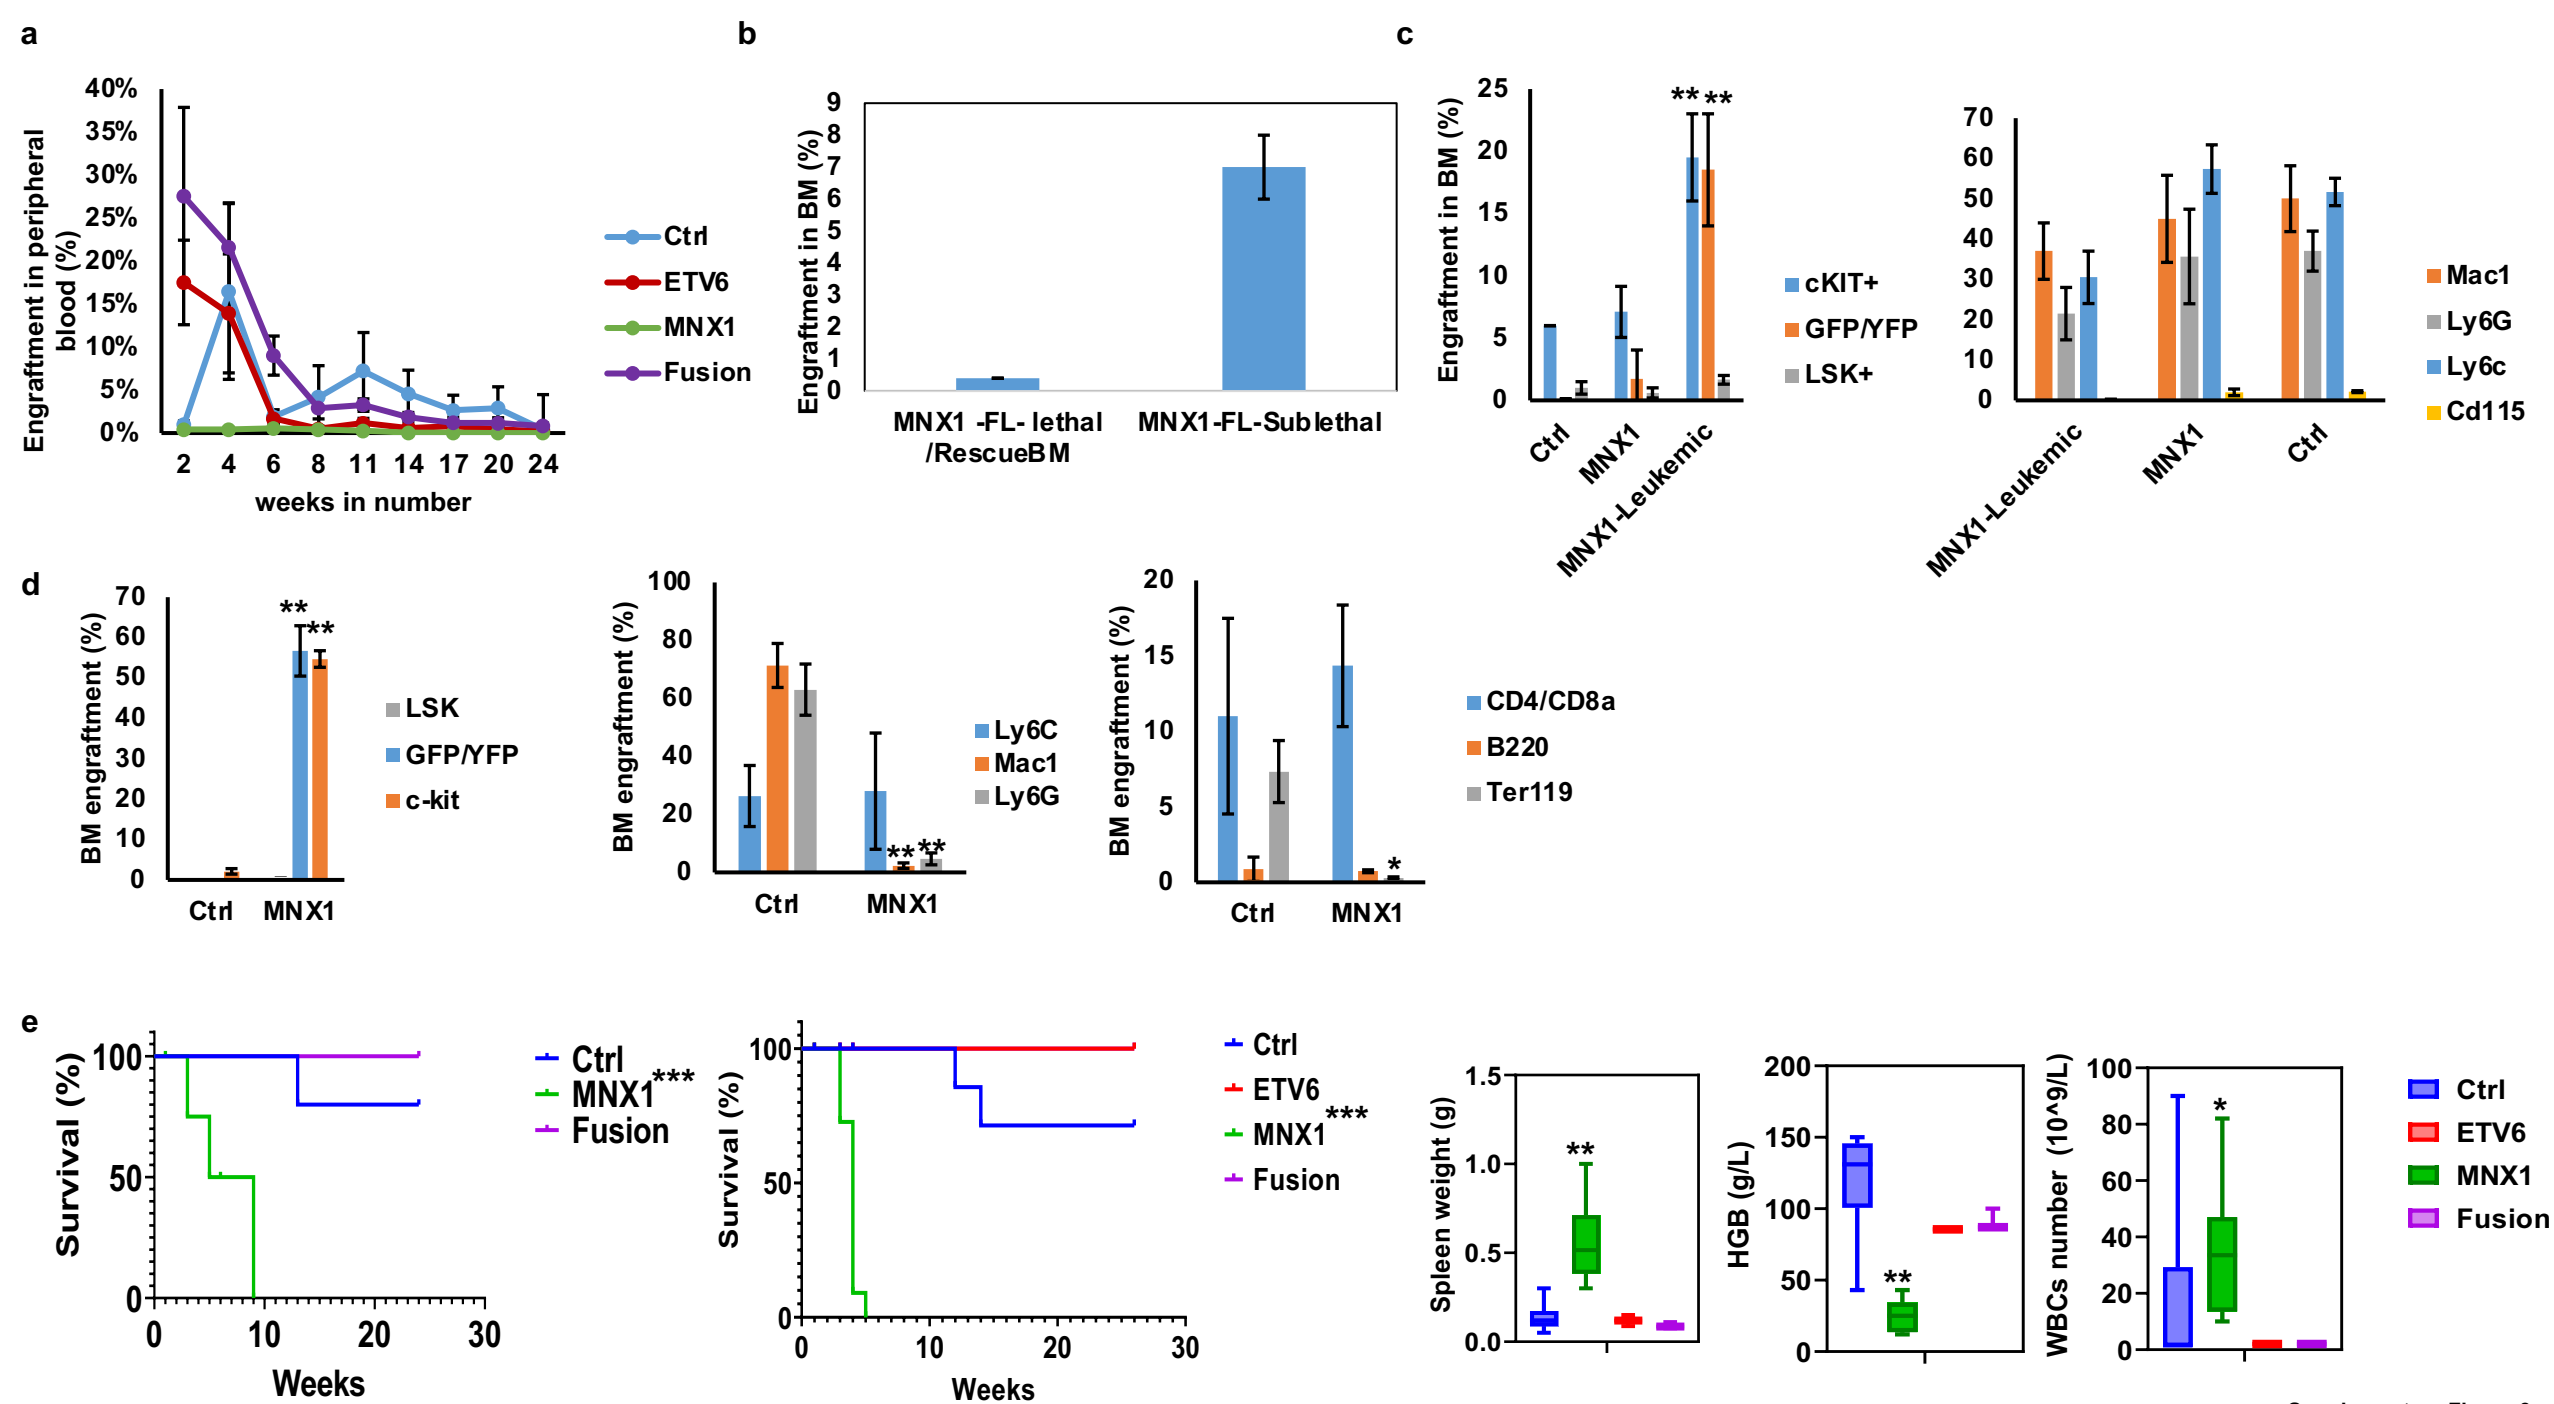 a
b
c
40%
35%
30%
25%
20%
15%
10%
5%
0%
Engraftment in peripheral
blood (%)
2 4 6 8 11 14 17 20 24
weeks in number
Ctrl
ETV6
MNX1
Fusion
9
8
7
6
5
4
3
2
1
0
Engraftment in BM (%)
MNX1 -FL- lethal
/RescueBM
MNX1-FL-Sublethal
25
20
15
10
5
0
Engraftment in BM (%)
** **
Ctrl
MNX1
MNX1-Leukemic
cKIT+
GFP/YFP
LSK+
70
60
50
40
30
20
10
0
MNX1-Leukemic
MNX1
Ctrl
Mac1
Ly6G
Ly6c
Cd115
d
70
60
50
40
30
20
10
0
BM engraftment (%)
**
**
Ctrl MNX1
LSK
GFP/YFP
c-kit
100
80
60
40
20
0
BM engraftment (%)
** **
Ctrl MNX1
Ly6C
Mac1
Ly6G
20
15
10
5
0
BM engraftment (%)
*
Ctrl MNX1
CD4/CD8a
B220
Ter119
e
100
50
0
Survival (%)
0 10 20 30
Weeks
Ctrl
MNX1***
Fusion
100
50
0
Survival (%)
0 10 20 30
Weeks
Ctrl
ETV6
MNX1***
Fusion
1.5
1.0
0.5
0.0
Spleen weight (g)
**
200
150
100
50
0
HGB (g/L)
**
100
80
60
40
20
0
WBCs number (10^9/L)
*
Ctrl
ETV6
MNX1
Fusion